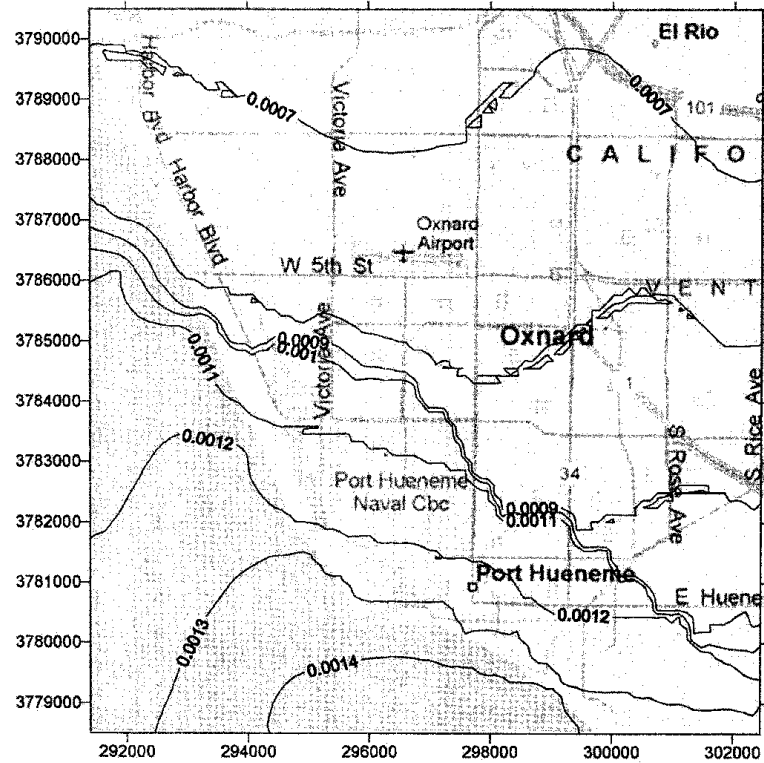 3790000
3789000
3788000
3787000
3786000
3785000
3784000
3783000
3782000
3781000
3780000
3779000
292000 294000 296000 298000 300000 302000
El Rio
Harbor Blvd
Harbor Blvd
Victoria Ave
0.0007
0.0007
101
C A L I F O
Oxnard
Airport
W 5th St
V E N T
Victoria Ave
0.0009
0.001
Oxnard
0.0011
1
S Rice Ave
0.0012
S Rose Ave
34
Port Hueneme
Naval Cbc
0.0009
0.0011
Port Hueneme
E Huene
0.0012
0.0013
0.0014